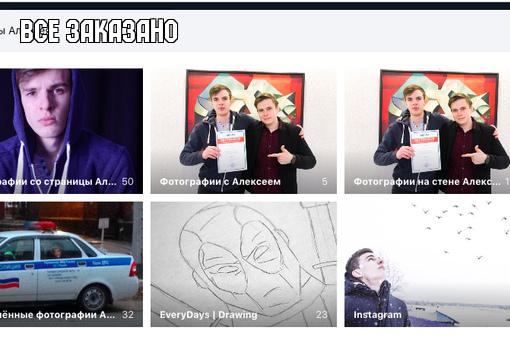 ВСЕ ЗАКАЗАНО
графии со страницы Ал... 50
Фотографии с Алексеем 5
Фотографии на стене Алекс... 1
ПОЛИЦИЯ
лённые фотографии А... 32
EveryDays | Drawing 23
Instagram